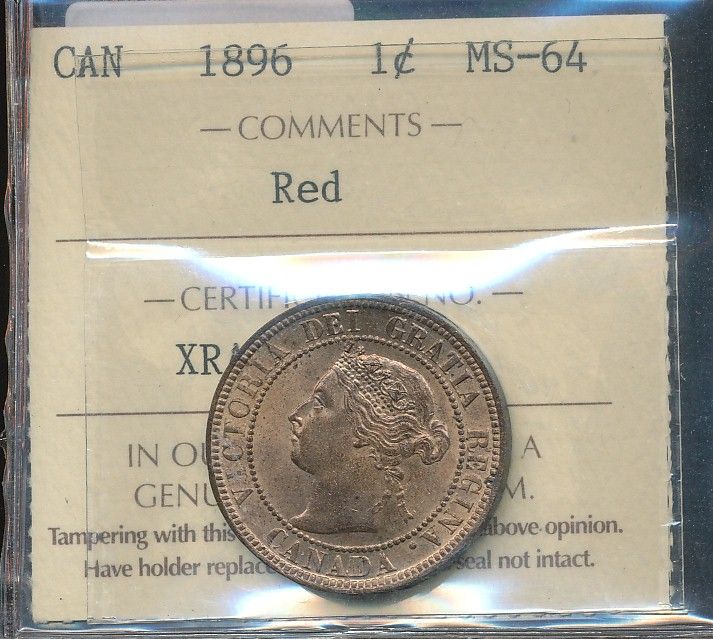 CAN 1896 1¢ MS-64
— COMMENTS —
Red
— CERTIF NO. —
XRA
IN OU A
GENU M.
Tampering with this above opinion.
Have holder replac seal not intact.
VICTORIA DEI GRATIA REGINA.
CANADA